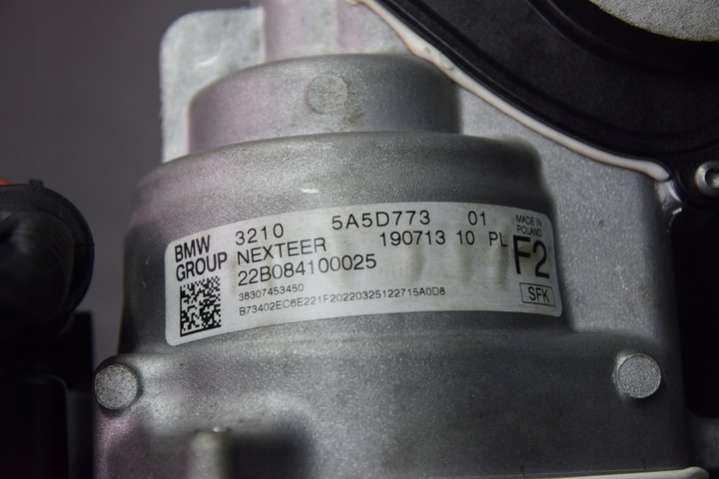 BMW GROUP
3210 5A5D773 01
NEXTEER 190713 10 PL
22B084100025
38307453450
B73402EC6E221F20220325122715A0D8
MADE IN
POLAND
F2
SFK